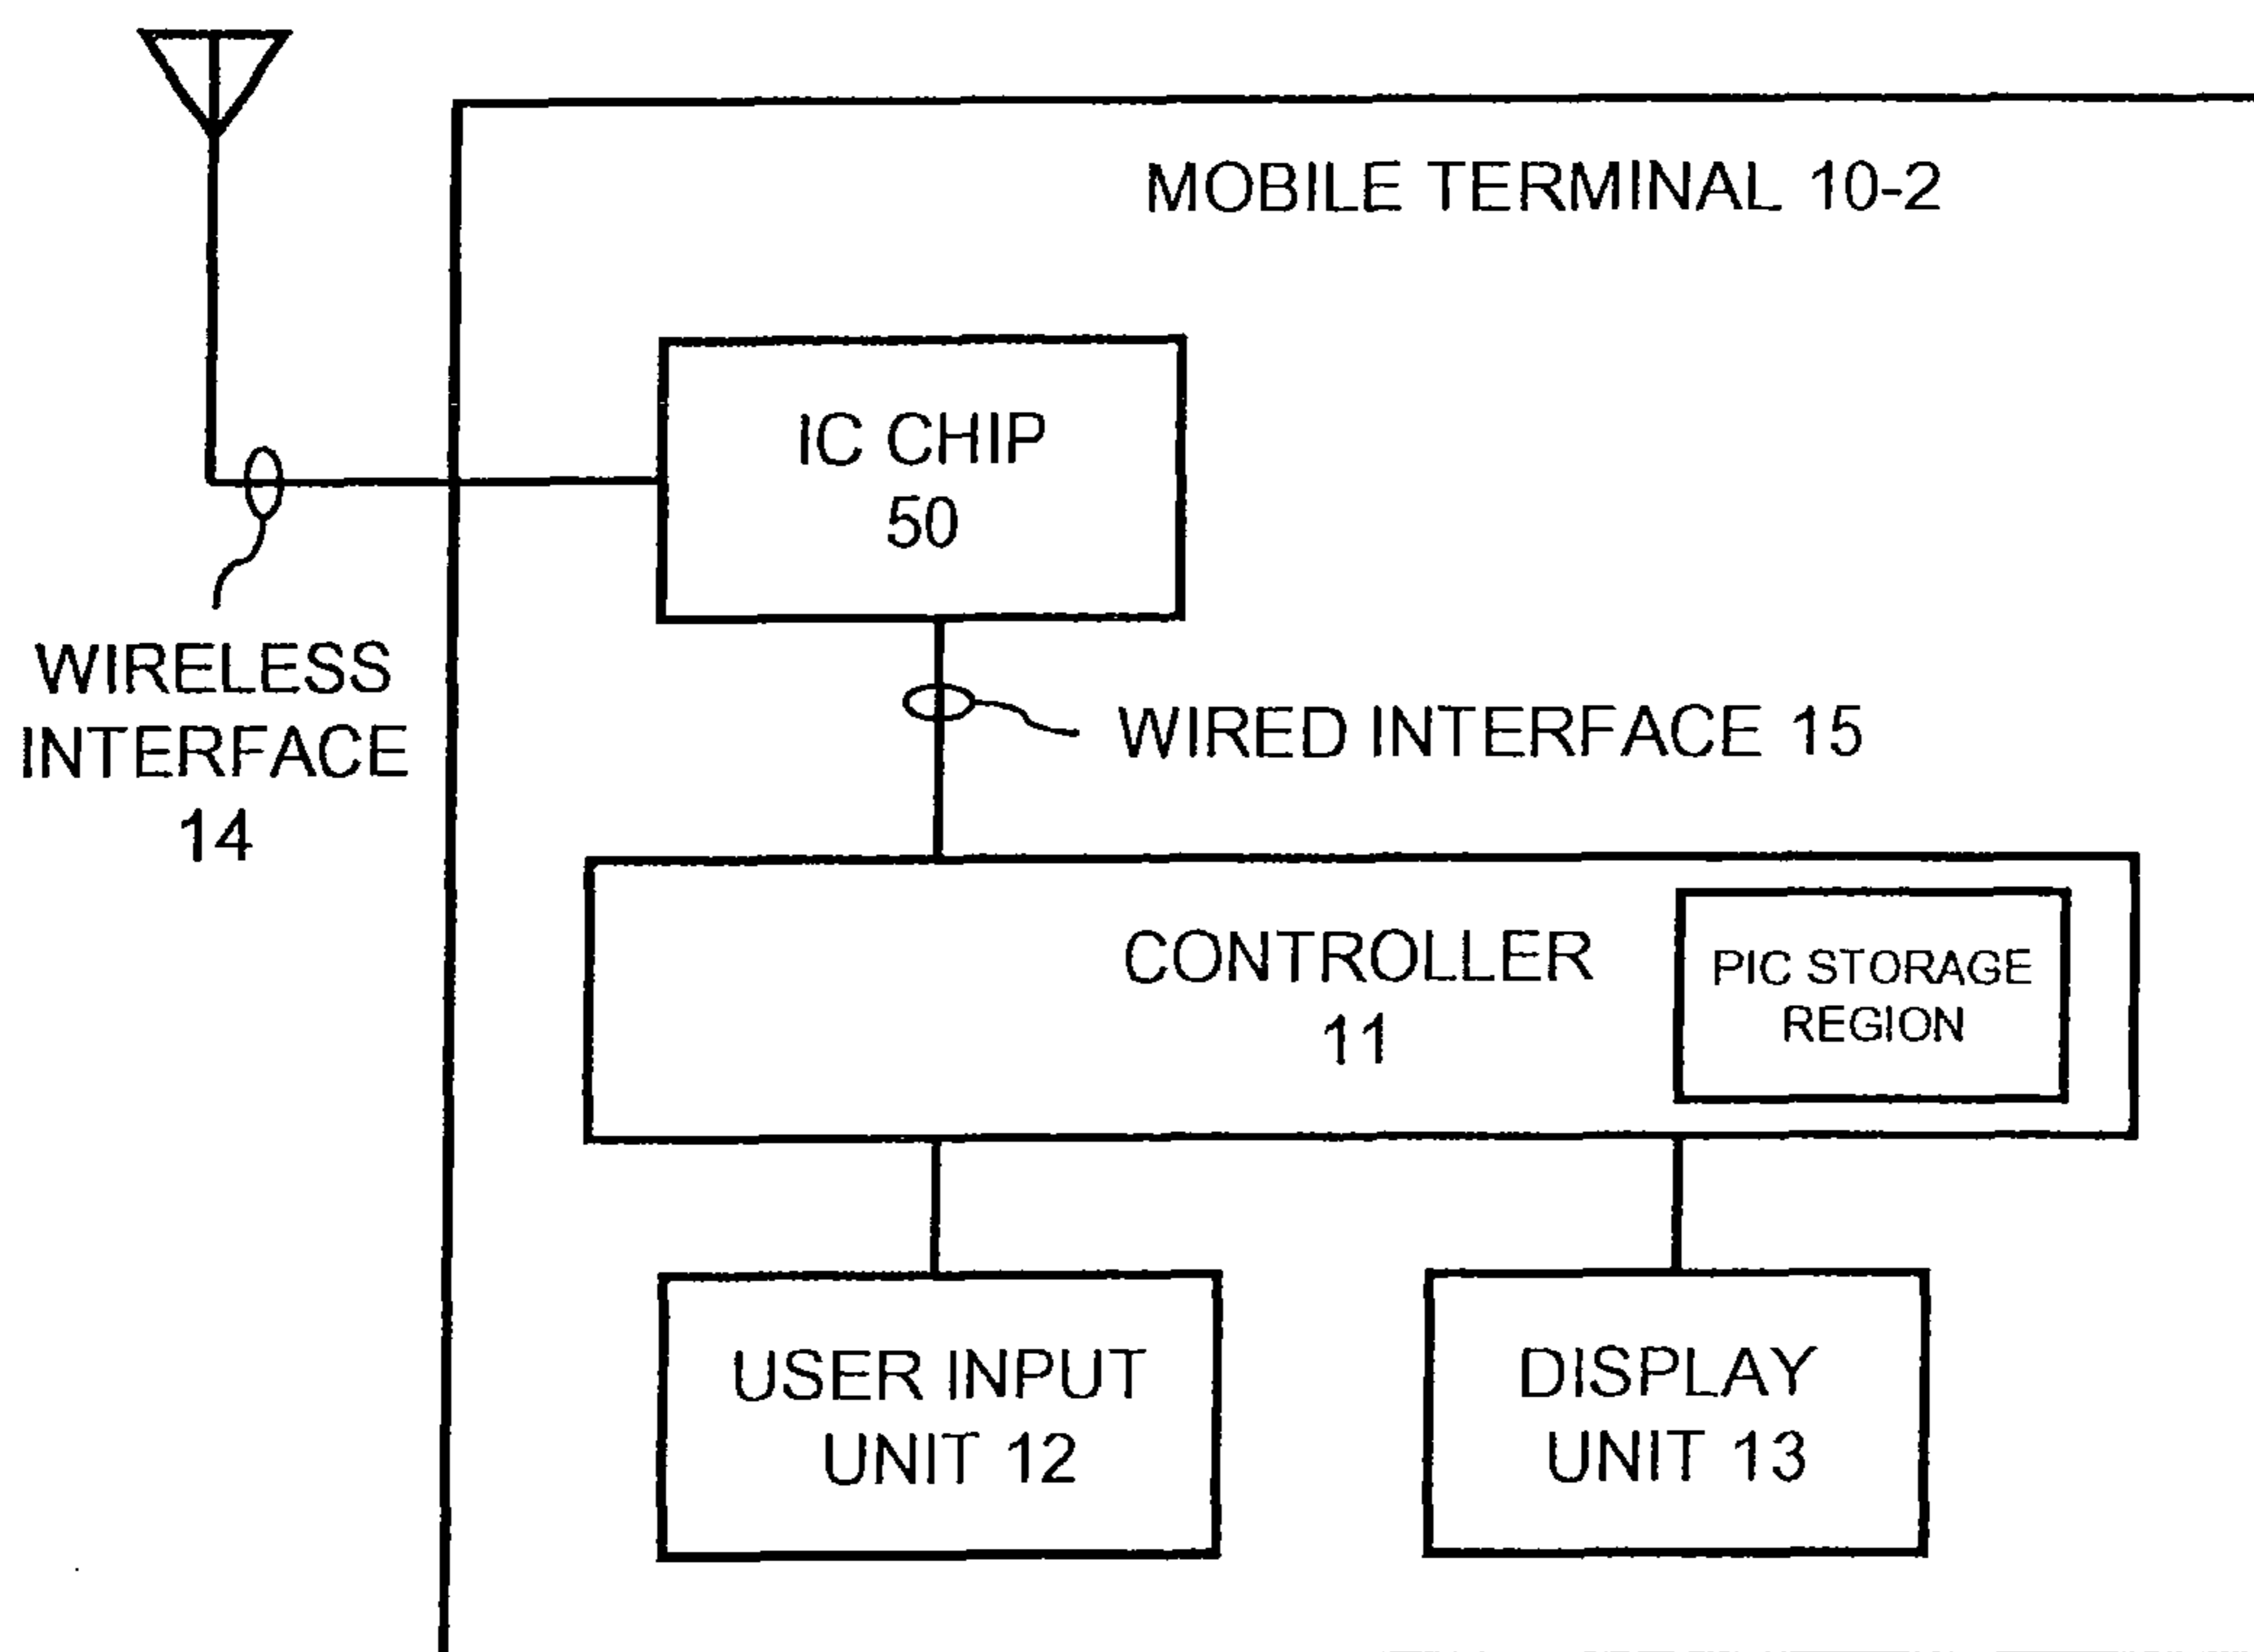 MOBILE TERMINAL 10-2
IC CHIP
50
WIRELESS
INTERFACE
14
WIRED INTERFACE 15
CONTROLLER
11
PIC STORAGE
REGION
USER INPUT
UNIT 12
DISPLAY
UNIT 13